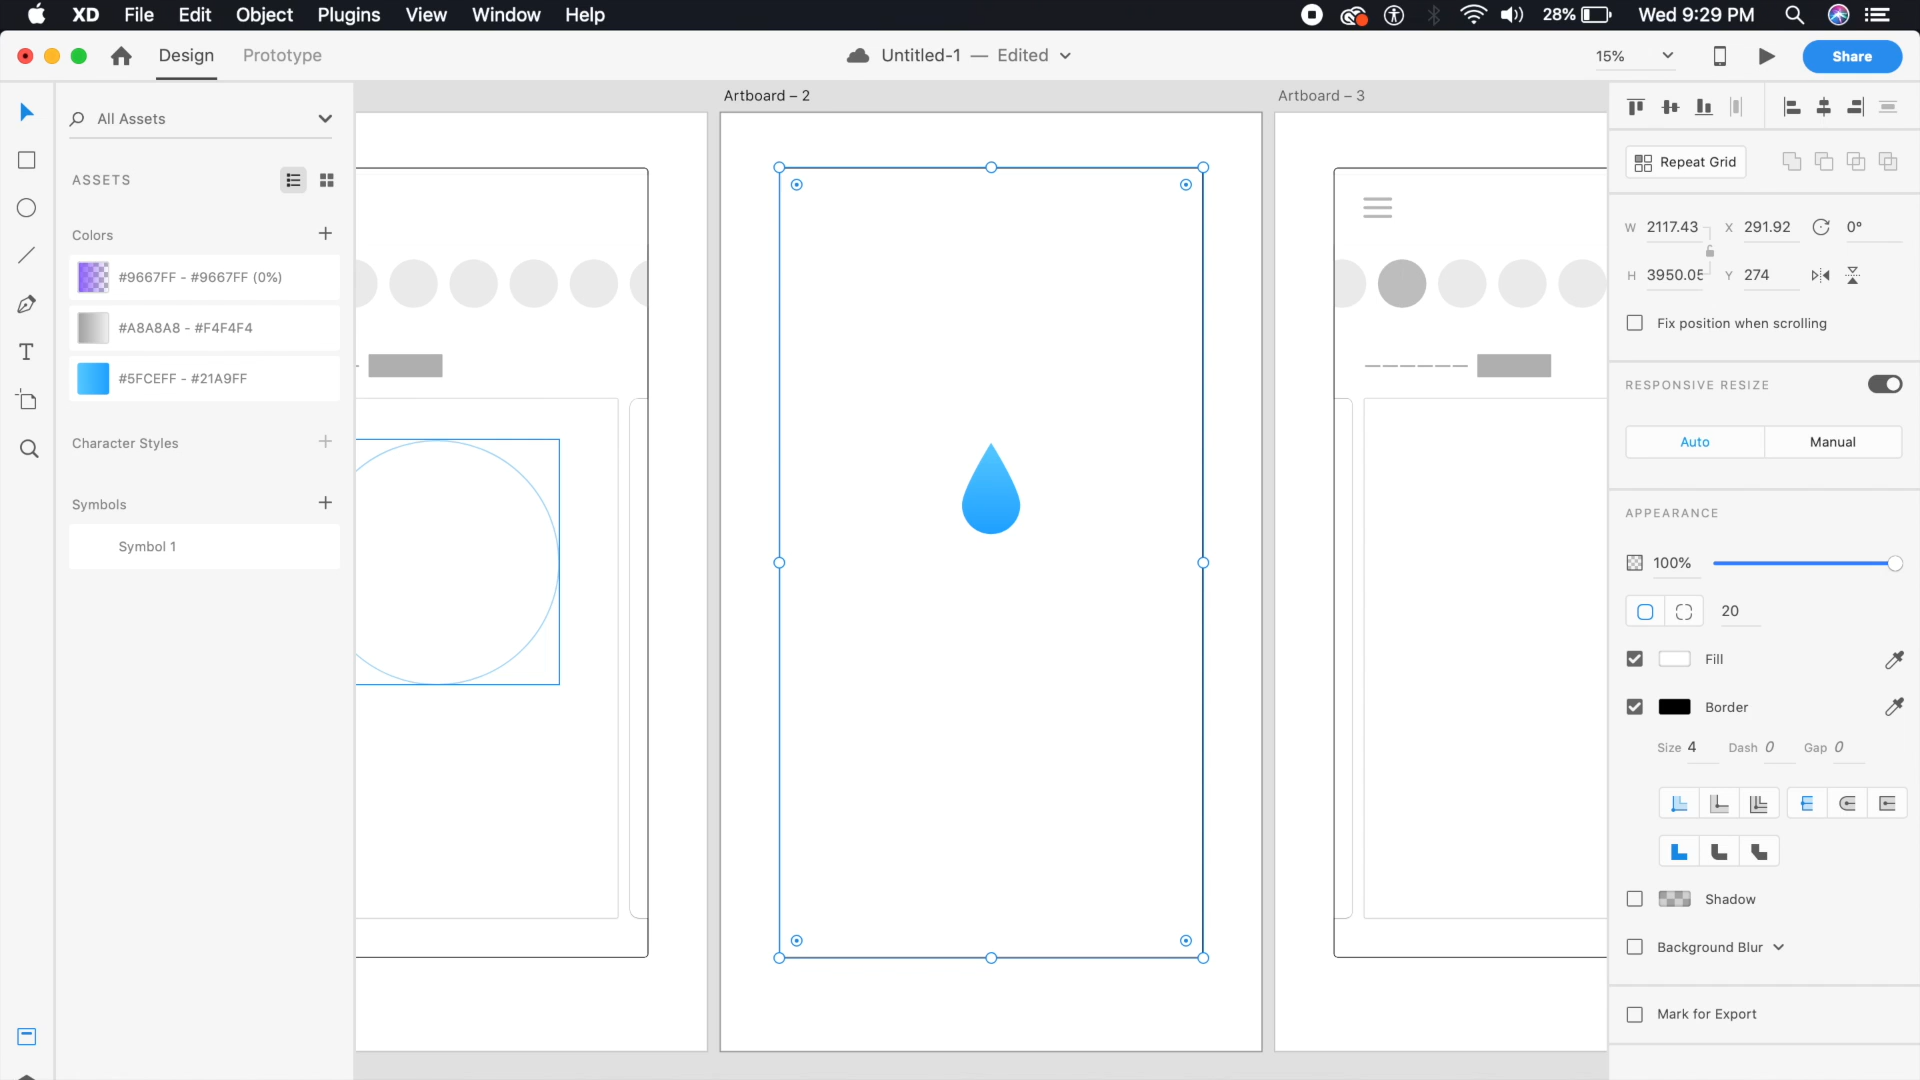 XD File Edit Object Plugins View Window Help 28% Wed 9:29 PM
Design Prototype Untitled-1 — Edited 15% Share
All Assets
ASSETS
Colors
#9667FF - #9667FF (0%)
#A8A8A8 - #F4F4F4
#5FCEFF - #21A9FF
Character Styles
Symbols
Symbol 1
Artboard – 2
Artboard – 3
Repeat Grid
W 2117.43 X 291.92 0°
H 3950.05 Y 274
Fix position when scrolling
RESPONSIVE RESIZE
Auto Manual
APPEARANCE
100%
20
Fill
Border
Size 4 Dash 0 Gap 0
Shadow
Background Blur
Mark for Export